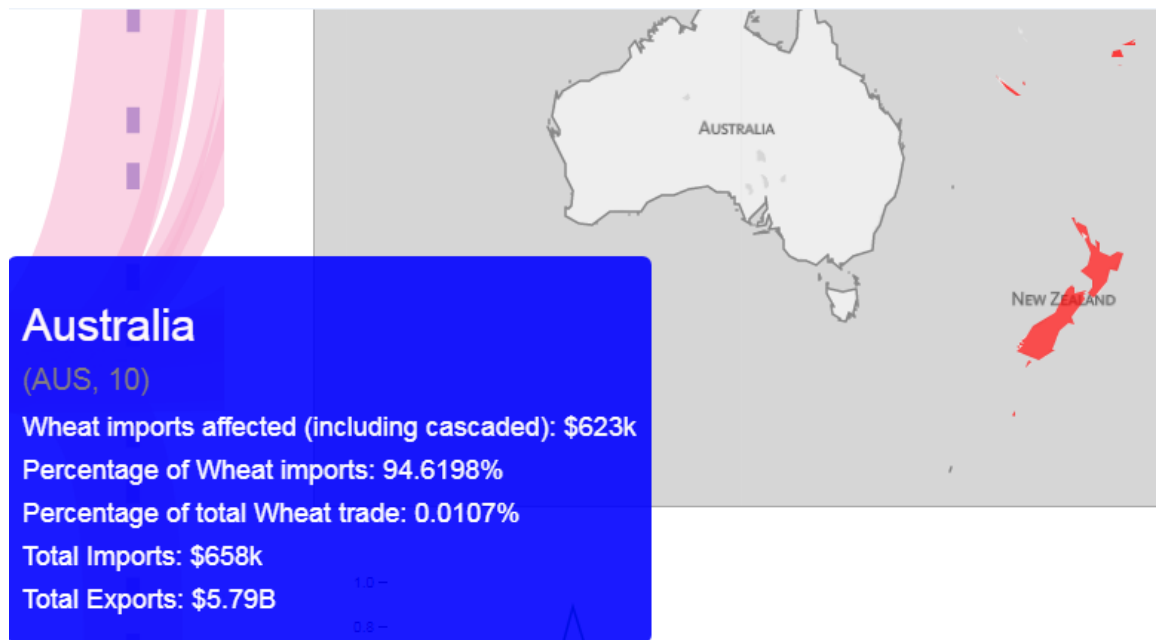 AUSTRALIA
NEW ZEALAND
Australia
(AUS, 10)
Wheat imports affected (including cascaded): $623k
Percentage of Wheat imports: 94.6198%
Percentage of total Wheat trade: 0.0107%
Total Imports: $658k
Total Exports: $5.79B
1.0
0.8